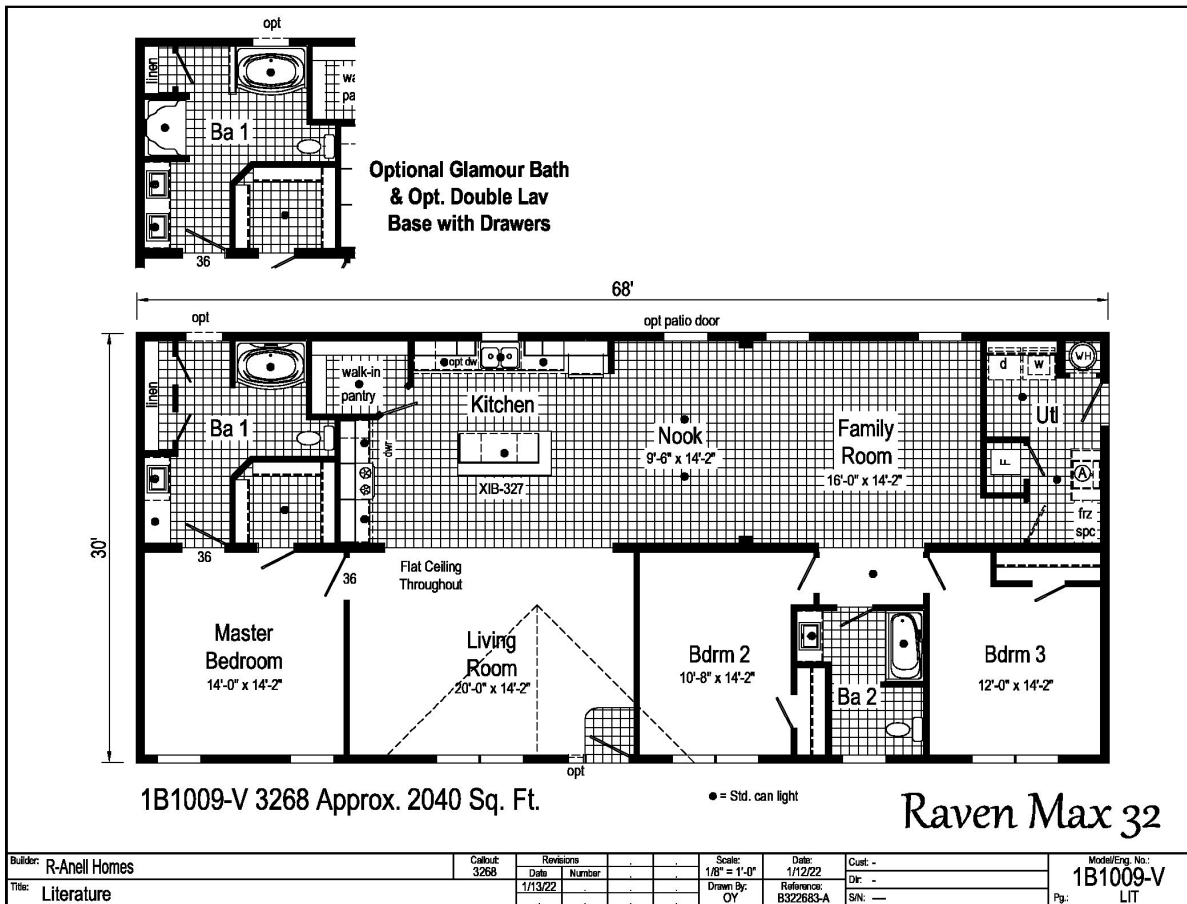 opt
linen
wa
pa
Ba 1
36
Optional Glamour Bath
& Opt. Double Lav
Base with Drawers
68'
opt
opt patio door
30'
linen
Ba 1
36
walk-in
pantry
opt dw
Kitchen
dwr
XIB-327
Nook
9'-6" x 14'-2"
Family
Room
16'-0" x 14'-2"
d
w
WH
Utl
F
A
frz
spc
36
Flat Ceiling
Throughout
Master
Bedroom
14'-0" x 14'-2"
Living
Room
20'-0" x 14'-2"
opt
Bdrm 2
10'-8" x 14'-2"
Ba 2
Bdrm 3
12'-0" x 14'-2"
1B1009-V 3268 Approx. 2040 Sq. Ft.
● = Std. can light
Raven Max 32
Builder: R-Anell Homes
Title: Literature
Callout:
3268
Revisions
Date Number
1/13/22
Scale:
1/8" = 1'-0"
Drawn By:
OY
Date:
1/12/22
Reference:
B322683-A
Cust: -
Dir: -
S/N: —
Model/Eng. No.:
1B1009-V
Pg.: LIT